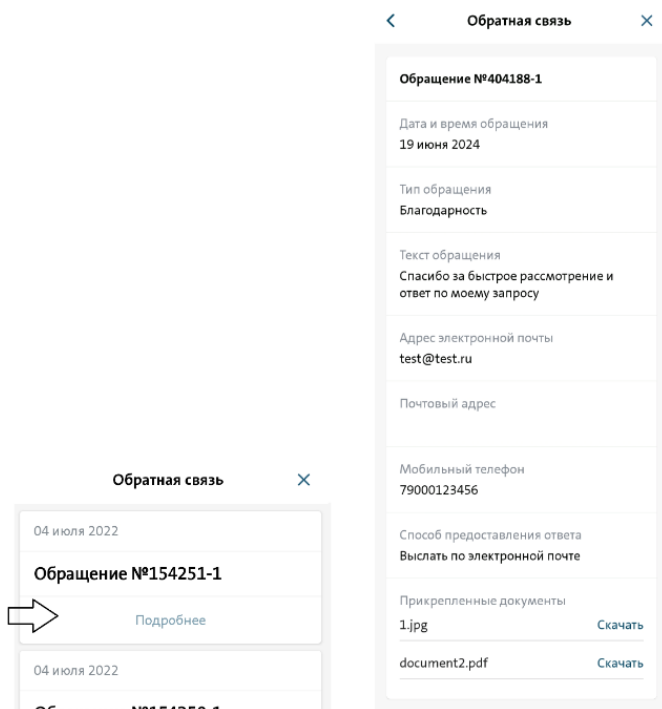 Обратная связь
04 июля 2022
Обращение №154251-1
Подробнее
04 июля 2022
Обратная связь
Обращение №404188-1
Дата и время обращения
19 июня 2024
Тип обращения
Благодарность
Текст обращения
Спасибо за быстрое рассмотрение и
ответ по моему запросу
Адрес электронной почты
test@test.ru
Почтовый адрес
Мобильный телефон
79000123456
Способ предоставления ответа
Выслать по электронной почте
Прикрепленные документы
1.jpg Скачать
document2.pdf Скачать